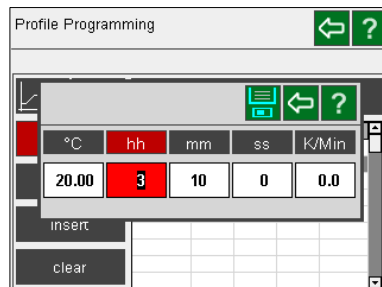 Profile Programming
?
?
°C hh mm ss K/Min
20.00 3 10 0 0.0
insert
clear